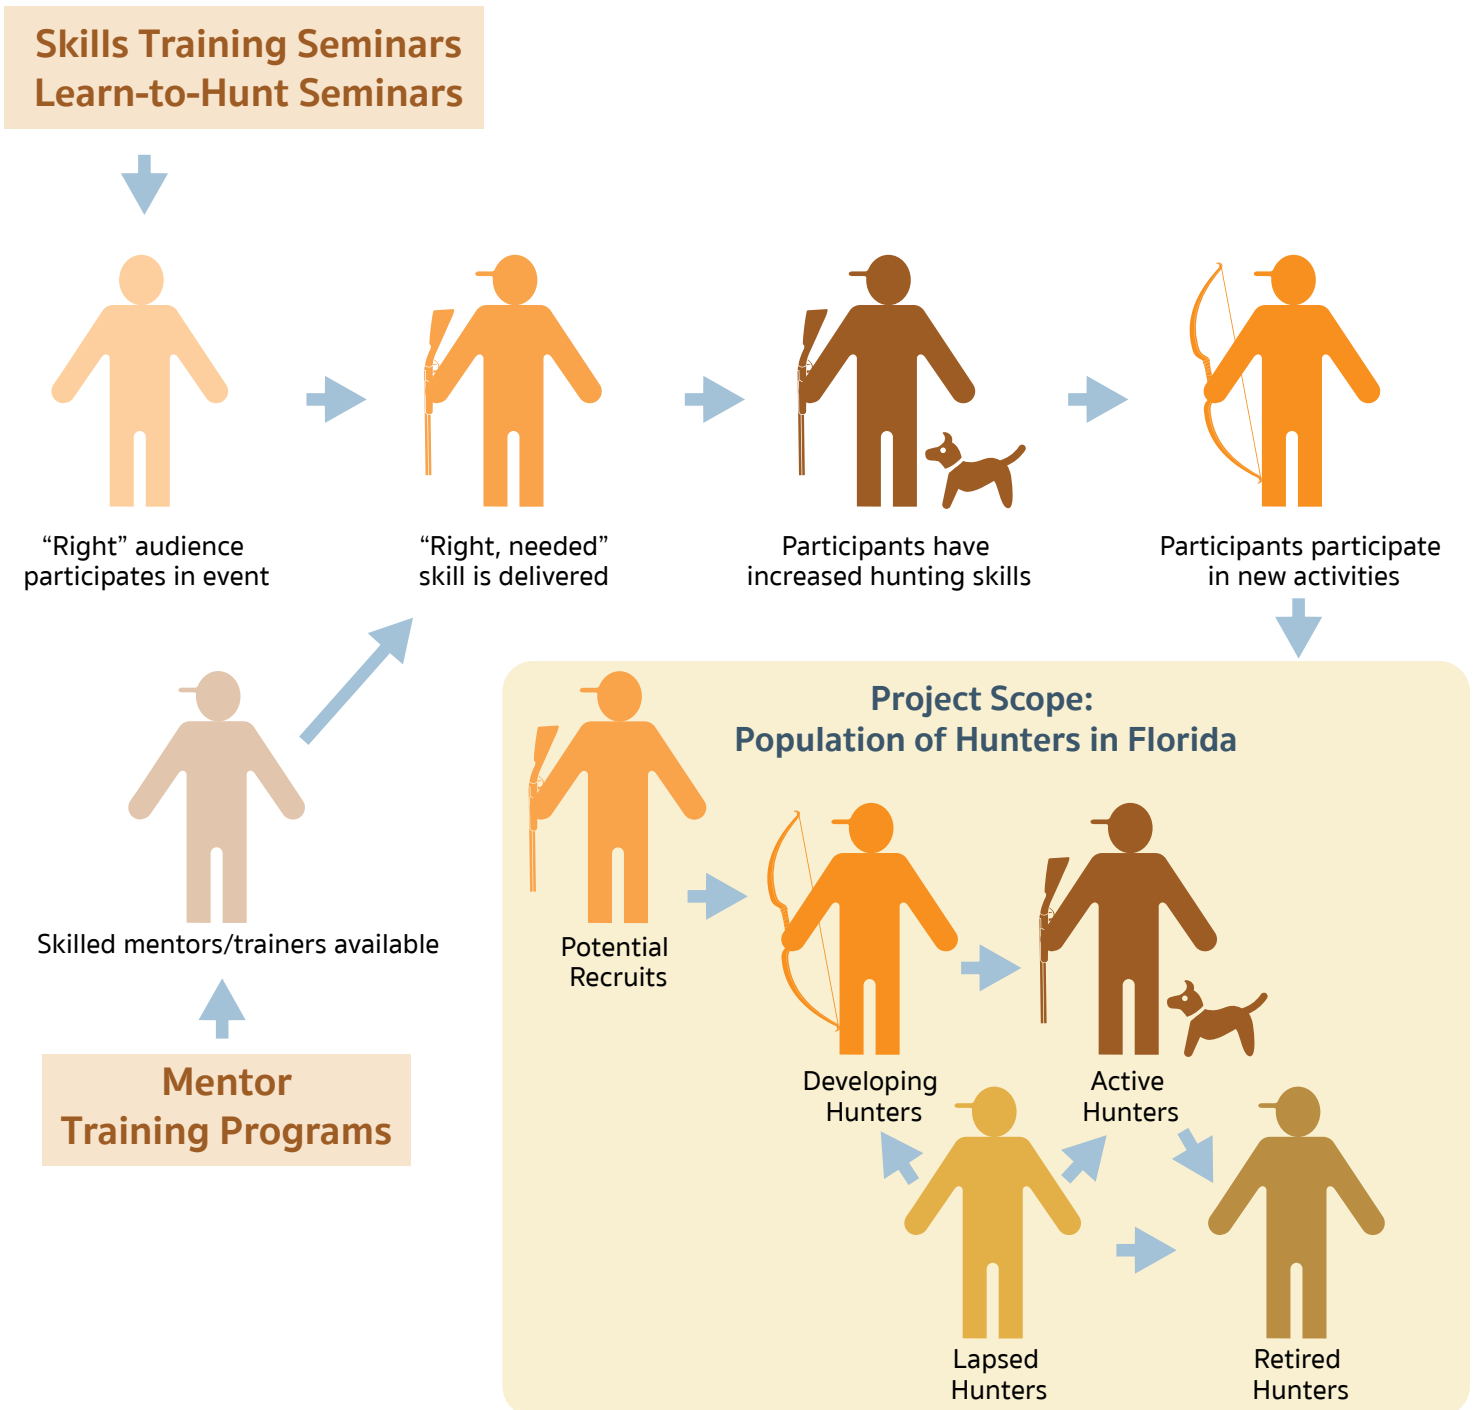 Skills Training Seminars
Learn-to-Hunt Seminars
“Right” audience
participates in event
“Right, needed”
skill is delivered
Participants have
increased hunting skills
Participants participate
in new activities
Skilled mentors/trainers available
Mentor
Training Programs
Project Scope:
Population of Hunters in Florida
Potential
Recruits
Developing
Hunters
Active
Hunters
Lapsed
Hunters
Retired
Hunters